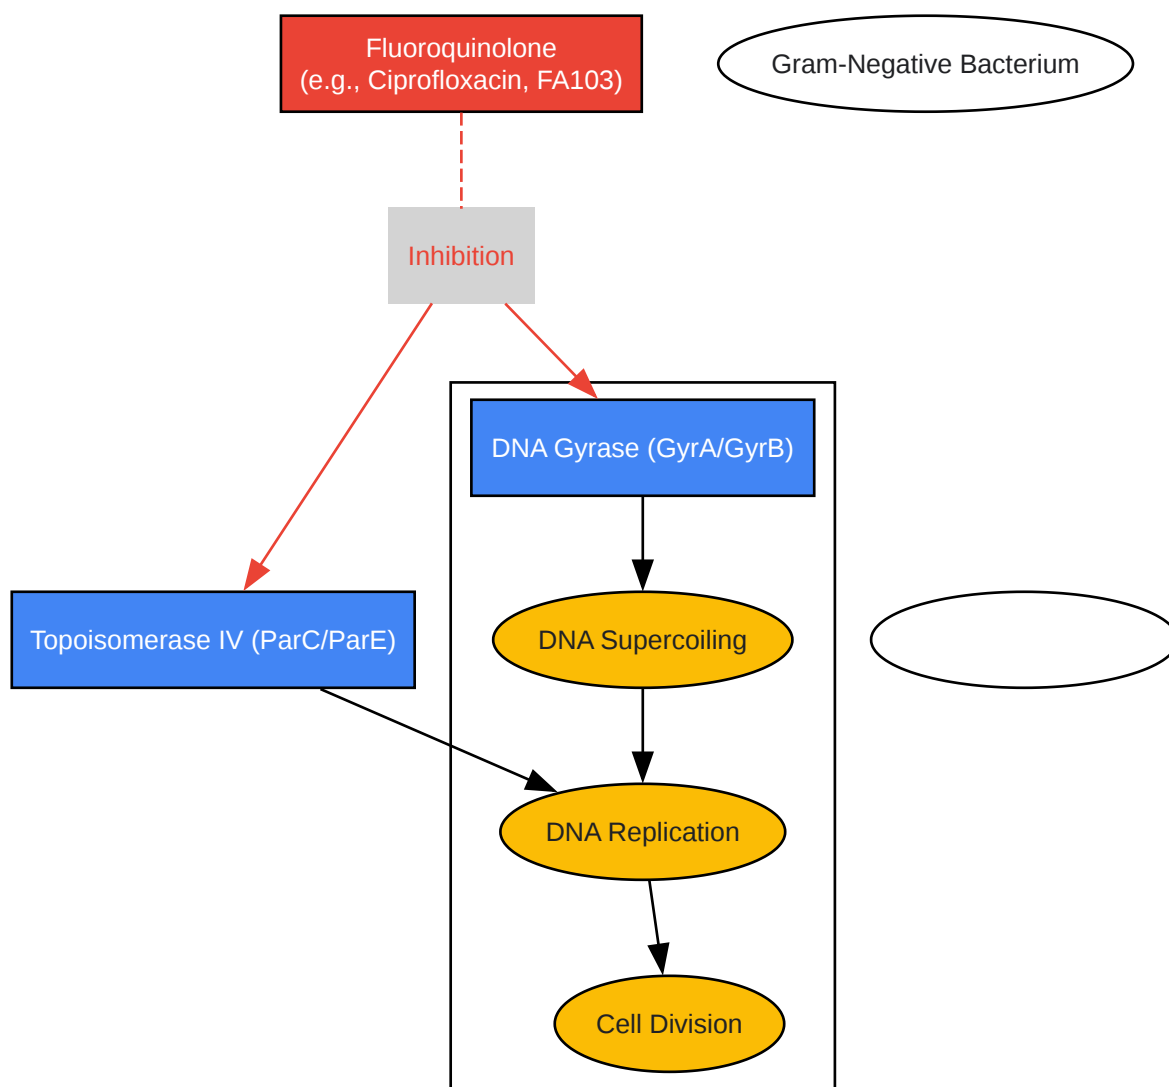 Fluoroquinolone
(e.g., Ciprofloxacin, FA103)
Gram-Negative Bacterium
Inhibition
DNA Gyrase (GyrA/GyrB)
Topoisomerase IV (ParC/ParE)
DNA Supercoiling
DNA Replication
Cell Division